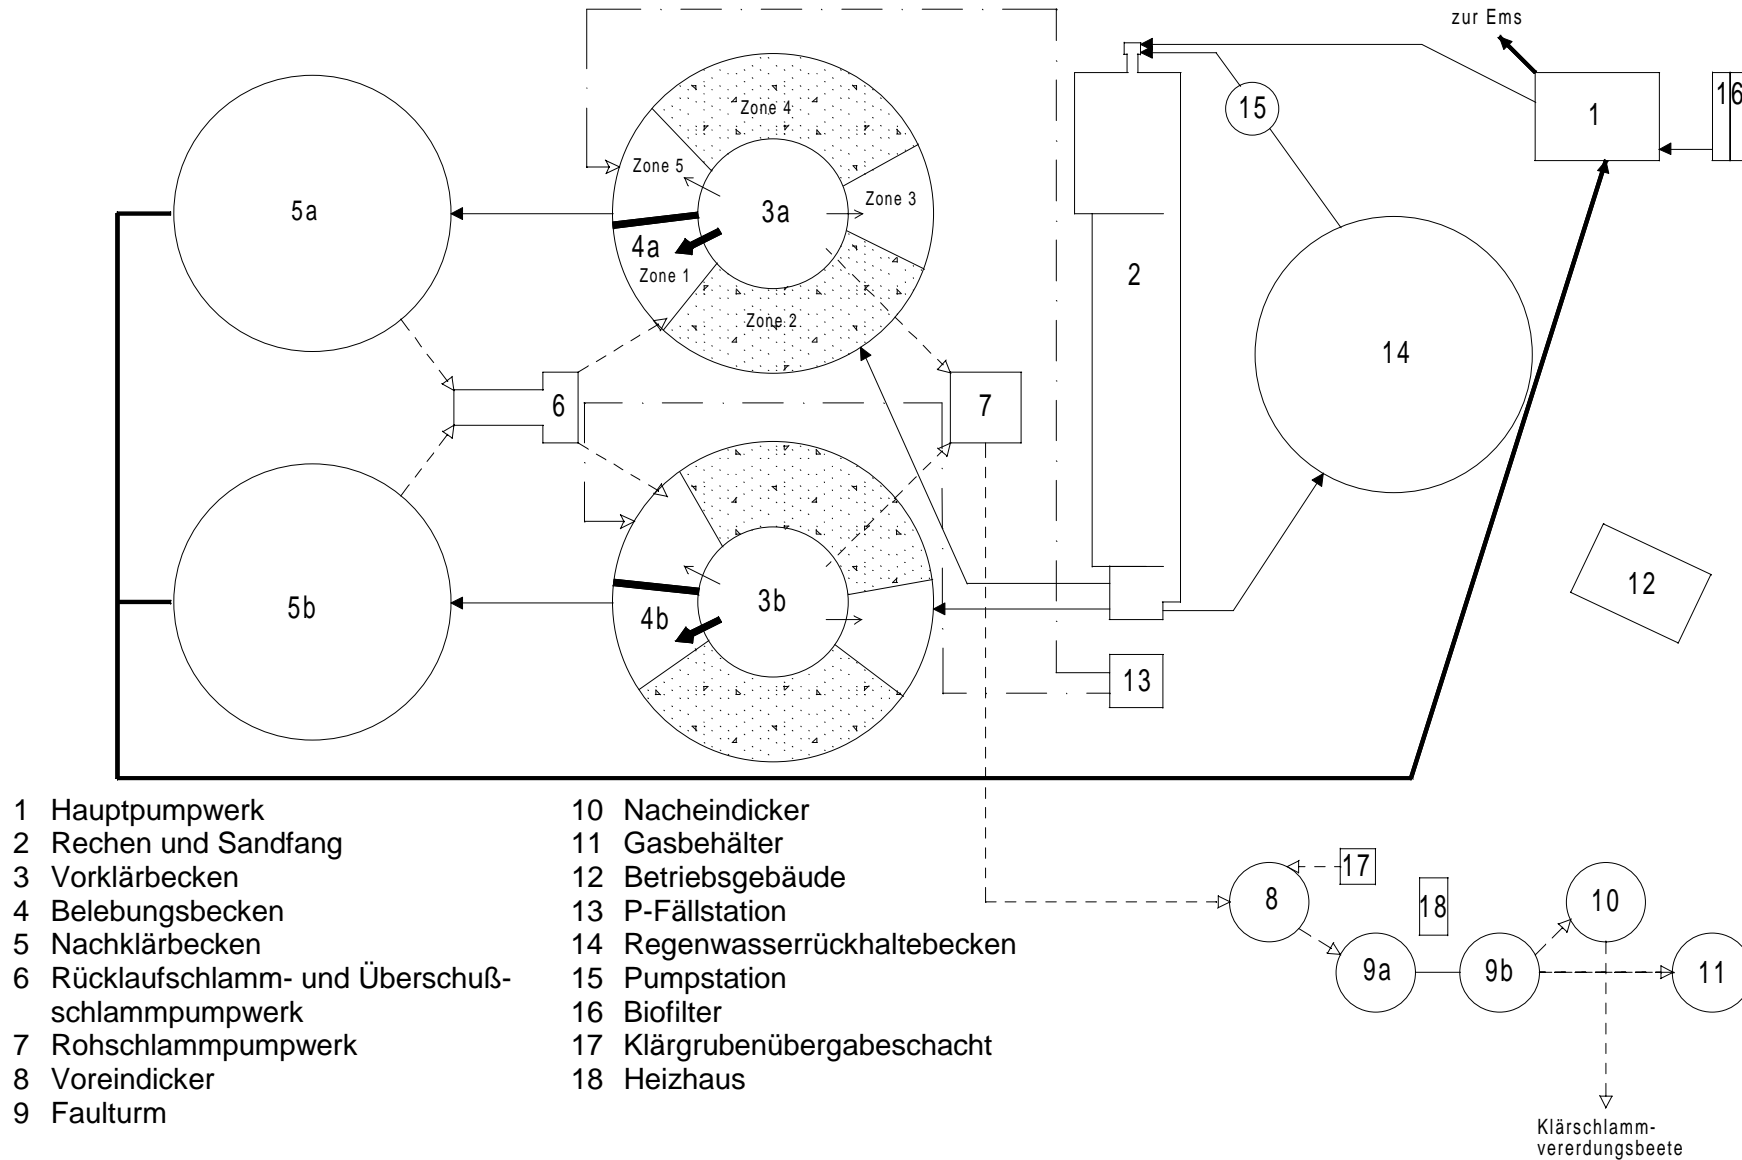 zur Ems
16
1
15
Zone 4
Zone 5
Zone 3
5a
3a
4a
Zone 1
2
Zone 2
14
6
7
12
5b
4b
3b
13
1 Hauptpumpwerk
2 Rechen und Sandfang
3 Vorklärbecken
4 Belebungsbecken
5 Nachklärbecken
6 Rücklaufschlamm- und Überschuß-
schlammpumpwerk
7 Rohschlammpumpwerk
8 Voreindicker
9 Faulturm
10 Nacheindicker
11 Gasbehälter
12 Betriebsgebäude
13 P-Fällstation
14 Regenwasserrückhaltebecken
15 Pumpstation
16 Biofilter
17 Klärgrubenübergabeschacht
18 Heizhaus
17
8
18
10
9a
9b
11
Klärschlamm-
vererdungsbeete